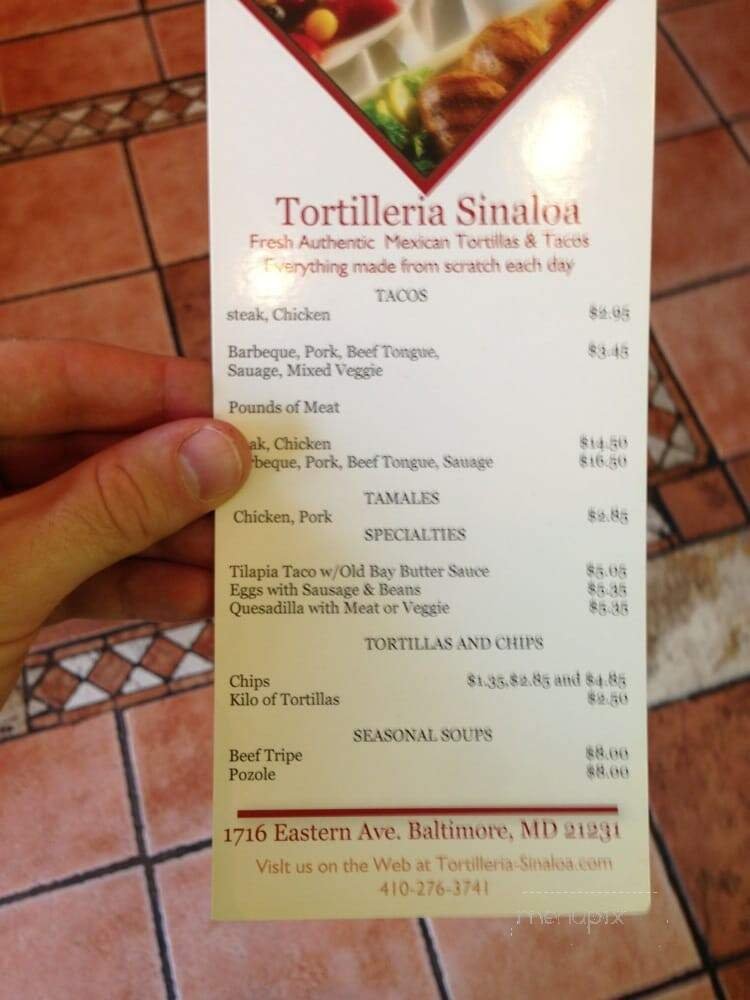 Tortilleria Sinaloa
Fresh Authentic Mexican Tortillas & Tacos
Everything made from scratch each day
TACOS
steak, Chicken $2.95
Barbeque, Pork, Beef Tongue, $3.45
Sauage, Mixed Veggie
Pounds of Meat
ak, Chicken $14.50
rbeque, Pork, Beef Tongue, Sauage $16.50
TAMALES
Chicken, Pork $2.85
SPECIALTIES
Tilapia Taco w/Old Bay Butter Sauce $5.05
Eggs with Sausage & Beans $5.35
Quesadilla with Meat or Veggie $5.35
TORTILLAS AND CHIPS
Chips $1.35,$2.85 and $4.85
Kilo of Tortillas $2.50
SEASONAL SOUPS
Beef Tripe $8.00
Pozole $8.00
1716 Eastern Ave. Baltimore, MD 21231
VisIt us on the Web at Tortilleria-Sinaloa.com
410-276-3741
menupix